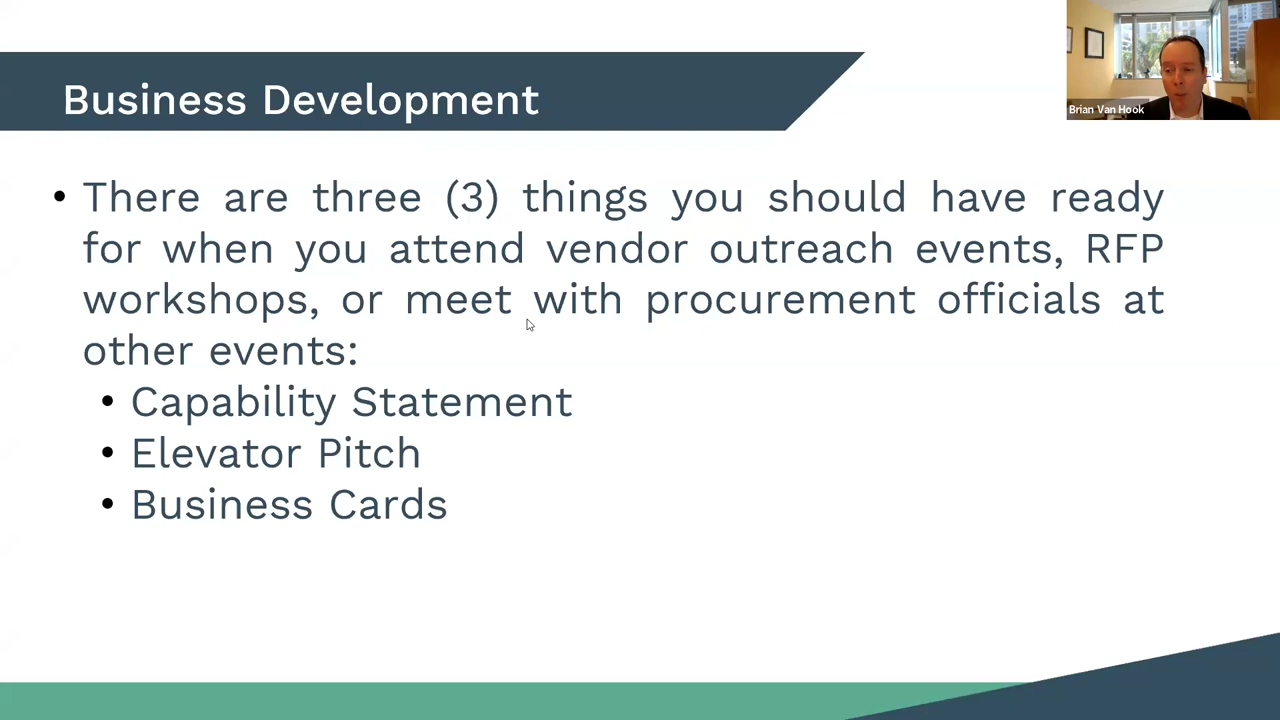 Business Development
Brian Van Hook
• There are three (3) things you should have ready
for when you attend vendor outreach events, RFP
workshops, or meet with procurement officials at
other events:
• Capability Statement
• Elevator Pitch
• Business Cards